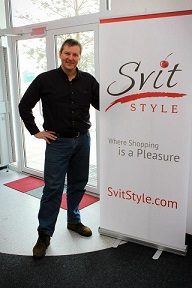 Svit
STYLE
Where Shopping
is a Pleasure
SvitStyle.com